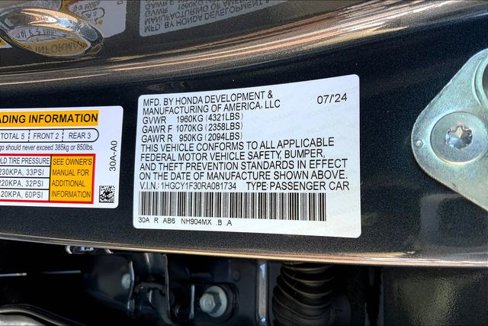 MFD. BY HONDA DEVELOPMENT &
MANUFACTURING OF AMERICA, LLC
07/24
GVWR 1960KG (4321LBS)
GAWR F 1070KG (2358LBS)
GAWR R 950KG (2094LBS)
THIS VEHICLE CONFORMS TO ALL APPLICABLE
FEDERAL MOTOR VEHICLE SAFETY, BUMPER,
AND THEFT PREVENTION STANDARDS IN EFFECT
ON THE DATE OF MANUFACTURE SHOWN ABOVE.
V.I.N.: 1HGCY1F30RA081734 TYPE:PASSENGER CAR
30A R AB6 NH904MX B A
ADING INFORMATION
TOTAL 5 FRONT 2 REAR 3
go should never exceed 385kg or 850lbs.
LD TIRE PRESSURE
230KPA, 33PSI
220KPA, 32PSI
420KPA, 60PSI
SEE OWNERS
MANUAL FOR
ADDITIONAL
INFORMATION
30A-A0